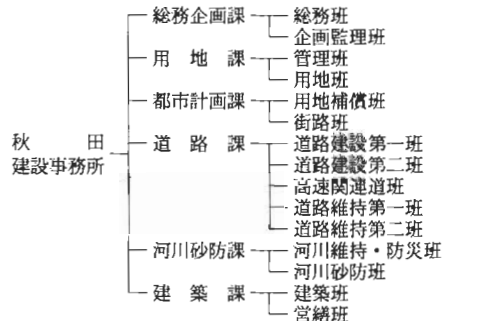 総務企画課 総務班
企画監理班
用地課 管理班
用地班
都市計画課 用地補償班
街路班
秋田
建設事務所
道路課 道路建設第一班
道路建設第二班
高速関連道班
道路維持第一班
道路維持第二班
河川砂防課 河川維持・防災班
河川砂防班
建築課 建築班
営繕班